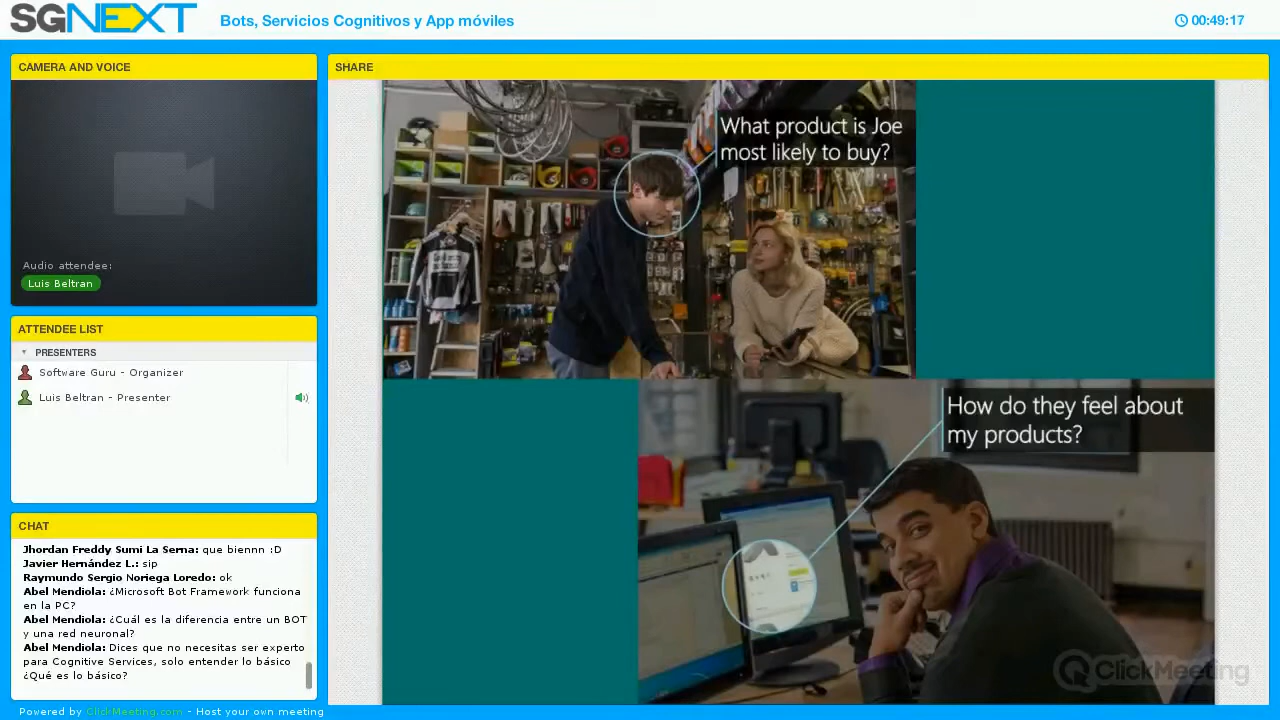 SGNEXT
Bots, Servicios Cognitivos y App móviles
00:49:17
CAMERA AND VOICE
Audio attendee:
Luis Beltran
ATTENDEE LIST
PRESENTERS
Software Guru - Organizer
Luis Beltran - Presenter
CHAT
Jhordan Freddy Sumi La Serna: que biennn :D
Javier Hernández L.: sip
Raymundo Sergio Noriega Loredo: ok
Abel Mendiola: ¿Microsoft Bot Framework funciona
en la PC?
Abel Mendiola: ¿Cuál es la diferencia entre un BOT
y una red neuronal?
Abel Mendiola: Dices que no necesitas ser experto
para Cognitive Services, solo entender lo básico
¿Qué es lo básico?
Powered by ClickMeeting.com - Host your own meeting
SHARE
What product is Joe
most likely to buy?
How do they feel about
my products?
ClickMeeting